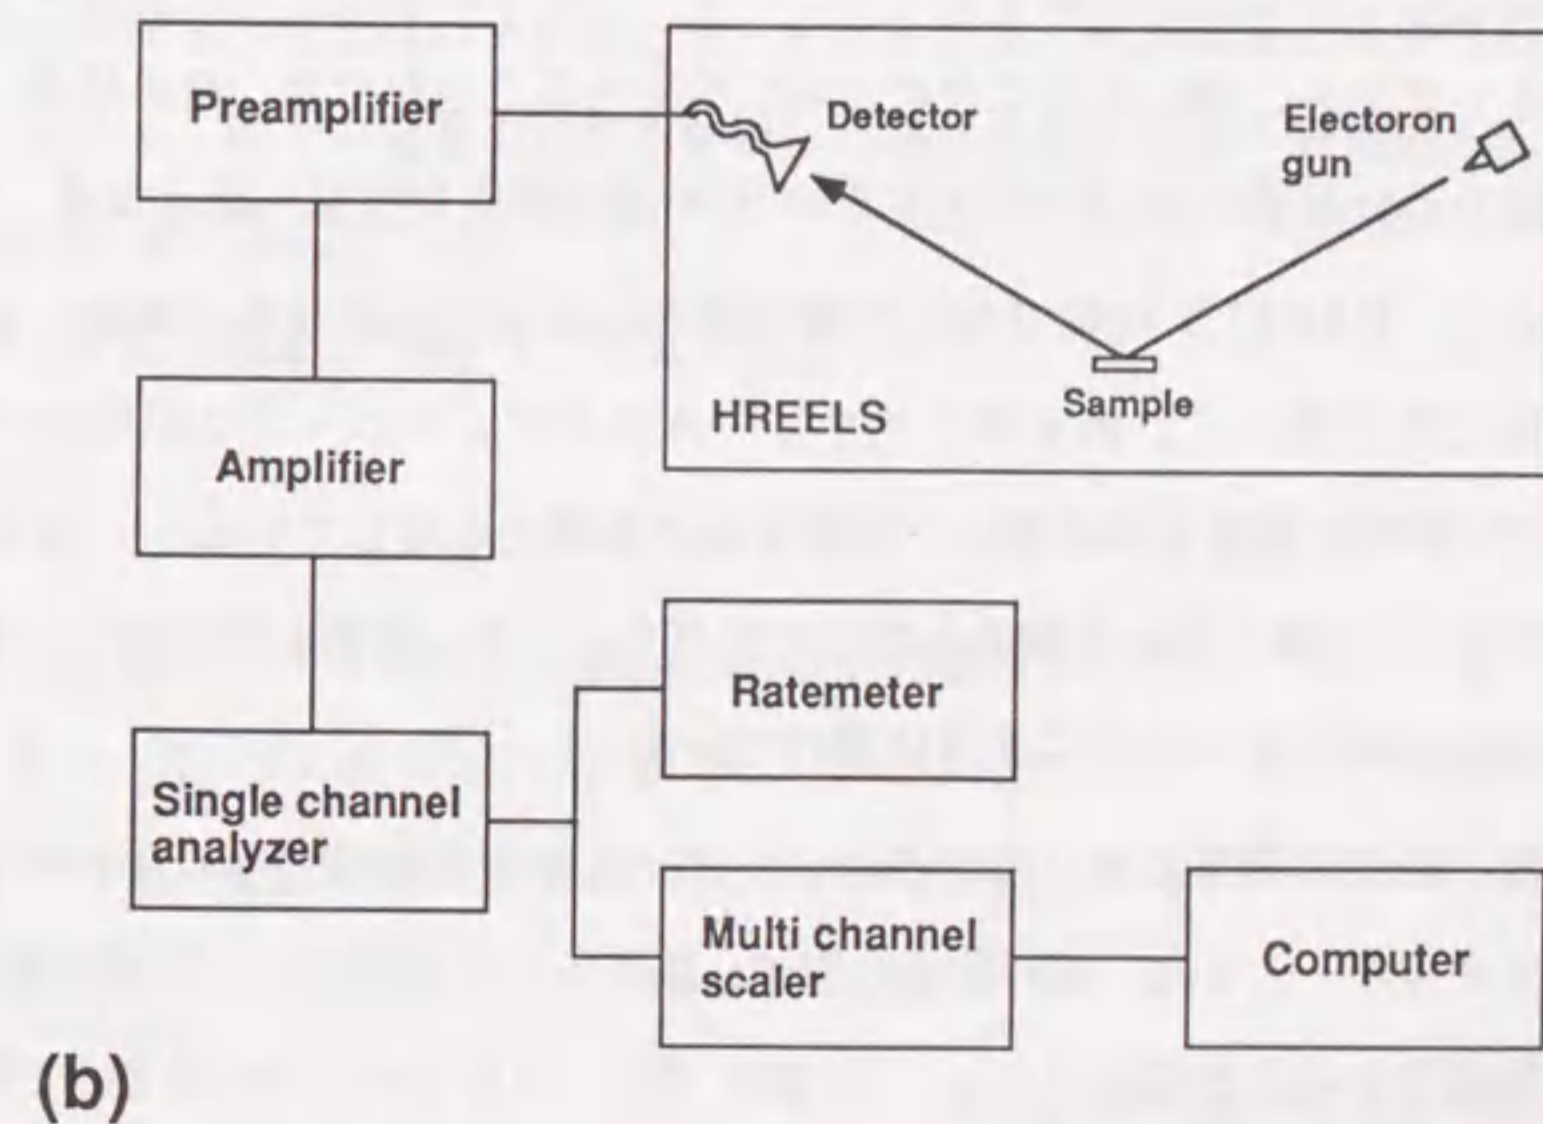 Preamplifier
Detector
Electoron
gun
Sample
HREELS
Amplifier
Ratemeter
Single channel
analyzer
Multi channel
scaler
Computer
(b)